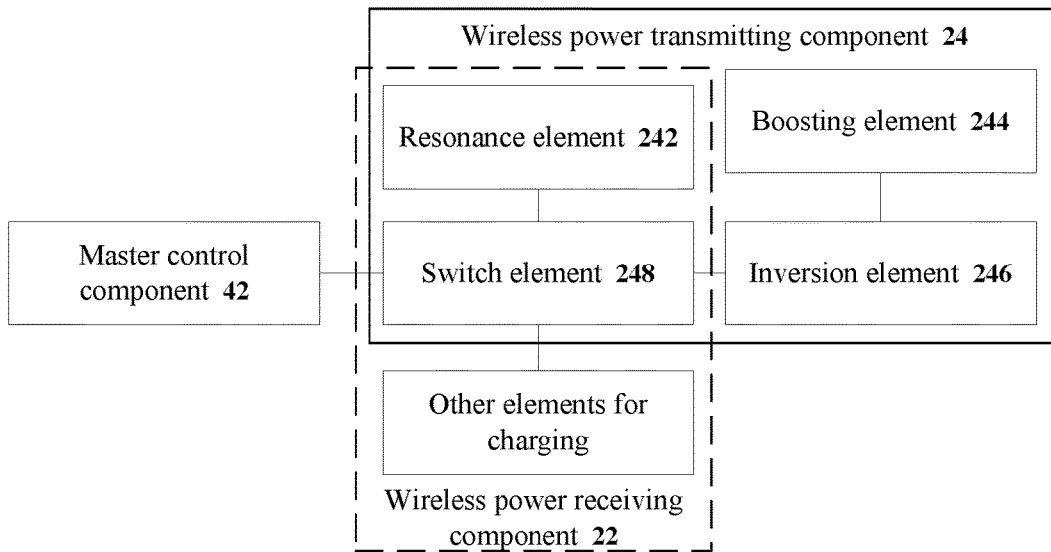 Wireless power transmitting component 24
Resonance element 242
Boosting element 244
Master control
component 42
Switch element 248
Inversion element 246
Other elements for
charging
Wireless power receiving
component 22